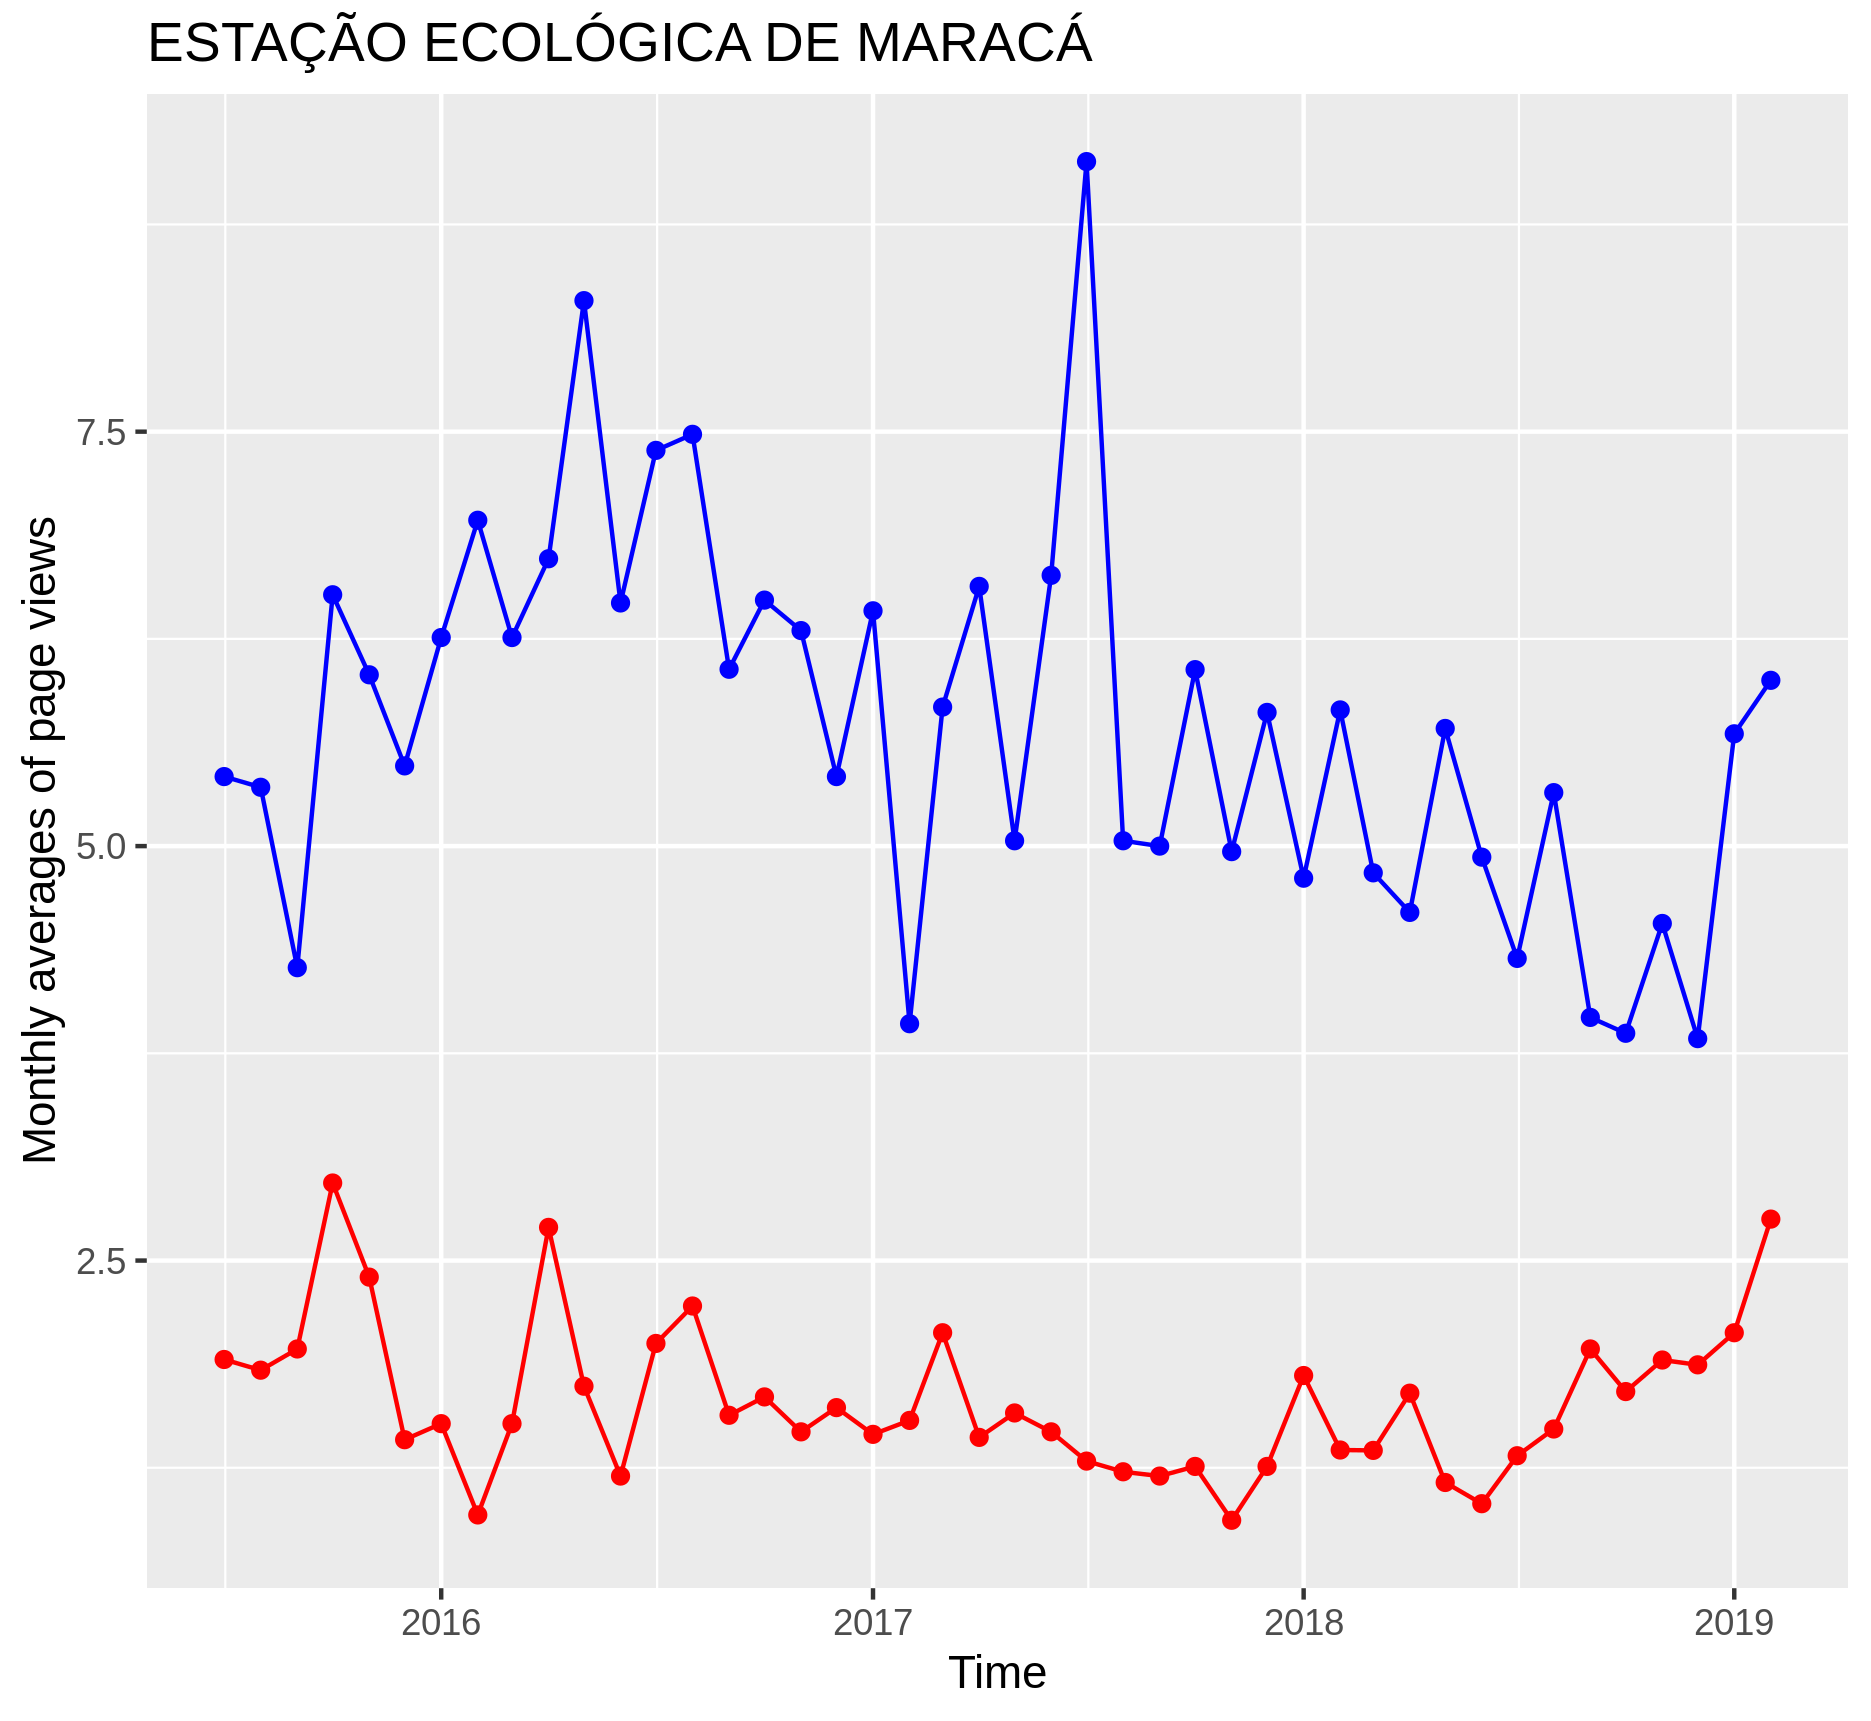 ESTAÇÃO ECOLÓGICA DE MARACÁ
Monthly averages of page views
7.5
5.0
2.5
2016
2017
2018
2019
Time